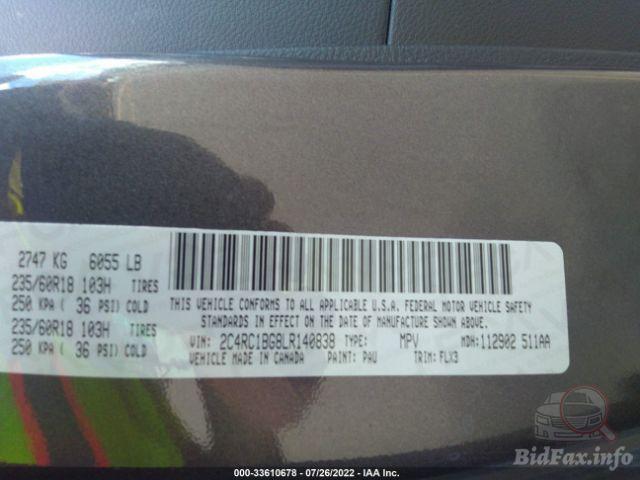 2747 KG 6055 LB
235/60R18 103H TIRES
250 KPA ( 36 PSI) COLD
235/60R18 103H TIRES
250 KPA ( 36 PSI) COLD
THIS VEHICLE CONFORMS TO ALL APPLICABLE U.S.A. FEDERAL MOTOR VEHICLE SAFETY
STANDARDS IN EFFECT ON THE DATE OF MANUFACTURE SHOWN ABOVE.
VIN: 2C4RC1BG8LR140838 TYPE: MPV MDH:112902 511AA
VEHICLE MADE IN CANADA PAINT: PAU TRIM: FLX3
BidFax.info
000-33610678 - 07/26/2022 - IAA Inc.